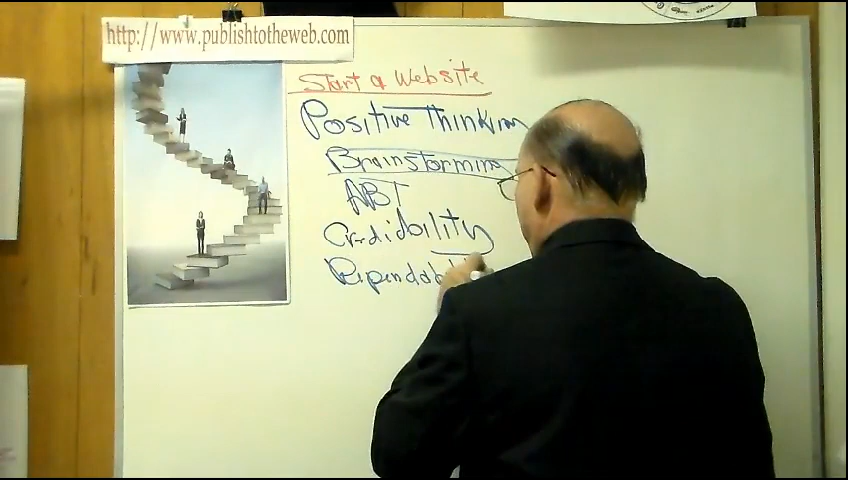 http://www.publishtotheweb.com
Start a Website
Positive Thinking
Brainstorming
ABT
Credibility